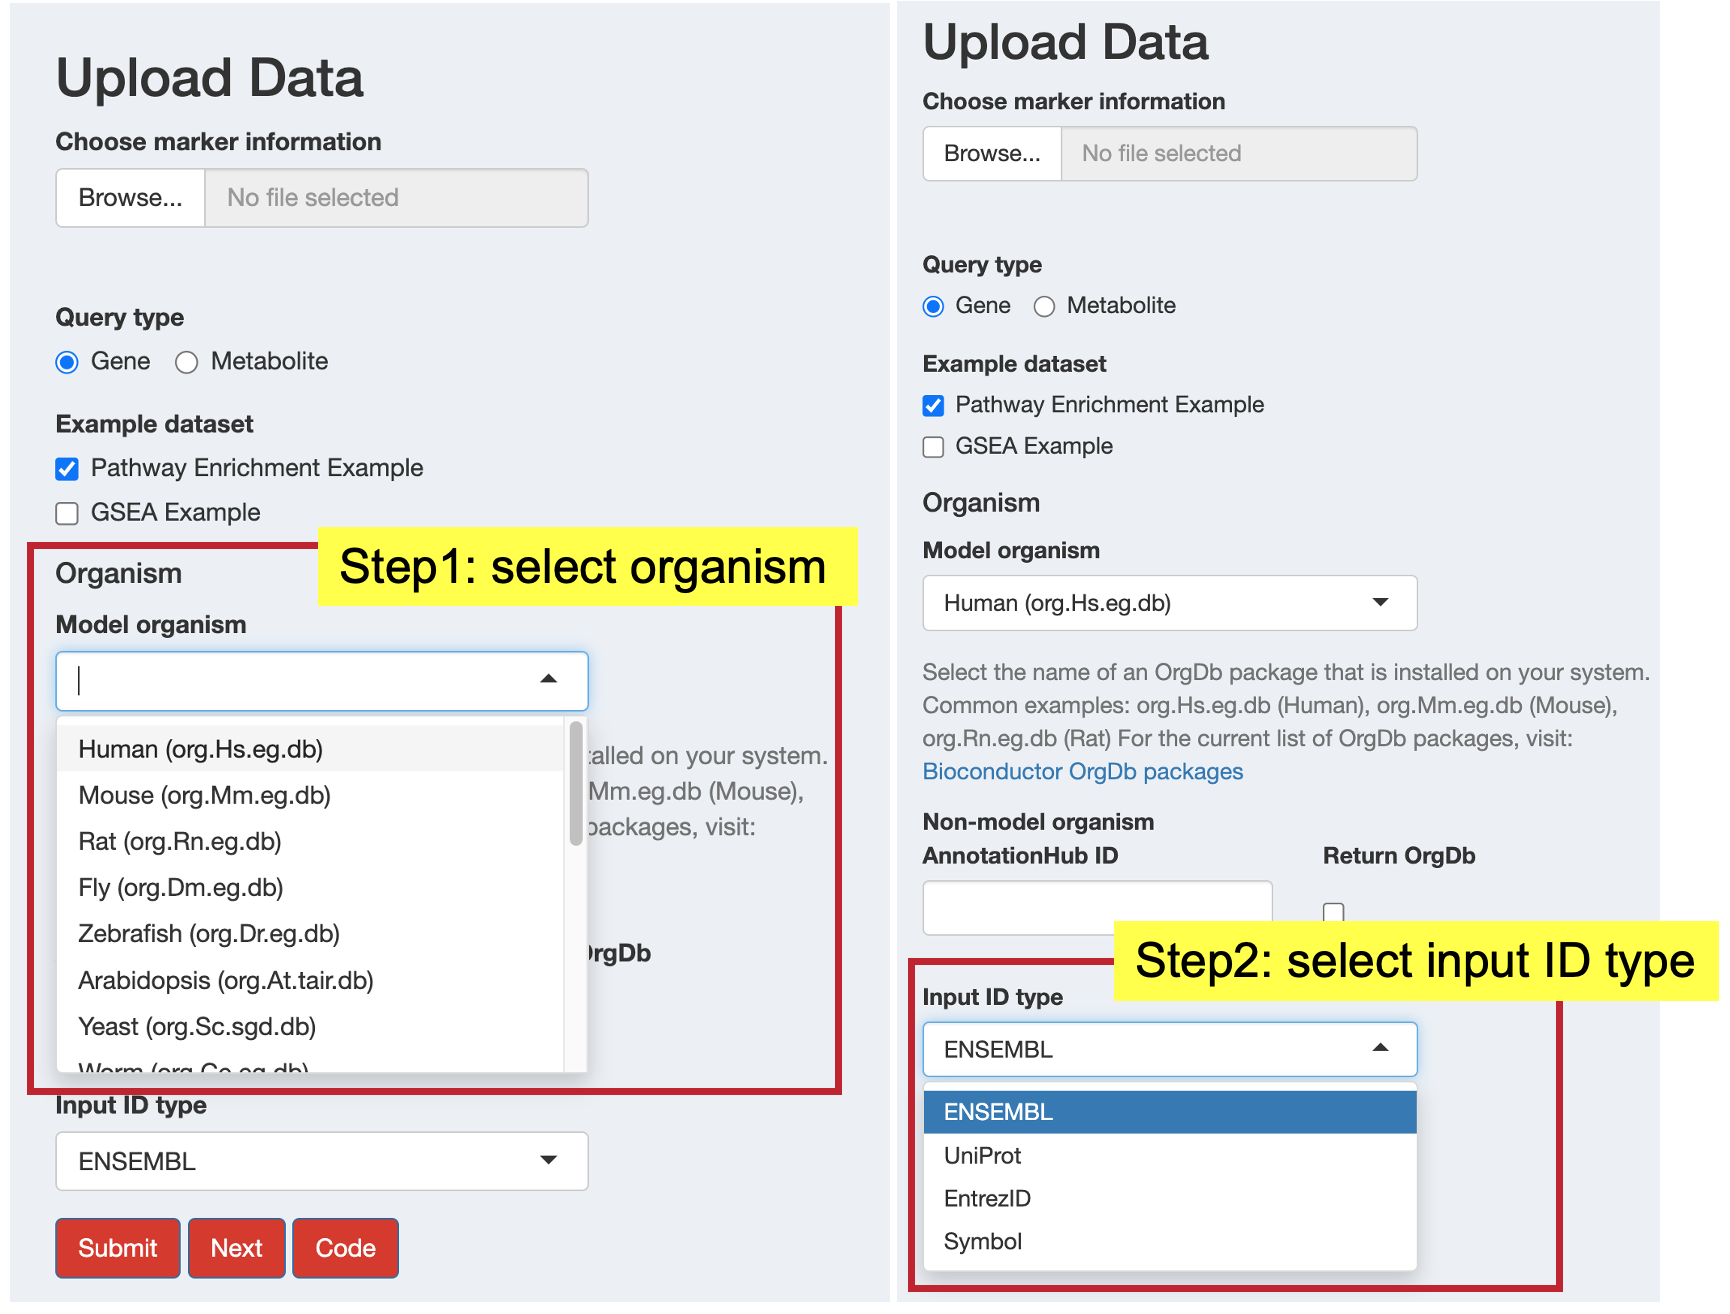 Upload Data
Choose marker information
Browse... No file selected
Query type
Gene Metabolite
Example dataset
Pathway Enrichment Example
GSEA Example
Step1: select organism
Organism
Model organism
Human (org.Hs.eg.db)
Mouse (org.Mm.eg.db)
Rat (org.Rn.eg.db)
Fly (org.Dm.eg.db)
Zebrafish (org.Dr.eg.db)
Arabidopsis (org.At.tair.db)
Yeast (org.Sc.sgd.db)
Worm (org.Ce.eg.db)
on your system.
(Mouse),
packages, visit:
OrgDb
Input ID type
ENSEMBL
Submit Next Code
Upload Data
Choose marker information
Browse... No file selected
Query type
Gene Metabolite
Example dataset
Pathway Enrichment Example
GSEA Example
Organism
Model organism
Human (org.Hs.eg.db)
Select the name of an OrgDb package that is installed on your system.
Common examples: org.Hs.eg.db (Human), org.Mm.eg.db (Mouse),
org.Rn.eg.db (Rat) For the current list of OrgDb packages, visit:
Bioconductor OrgDb packages
Non-model organism
AnnotationHub ID Return OrgDb
Step2: select input ID type
Input ID type
ENSEMBL
ENSEMBL
UniProt
EntrezID
Symbol